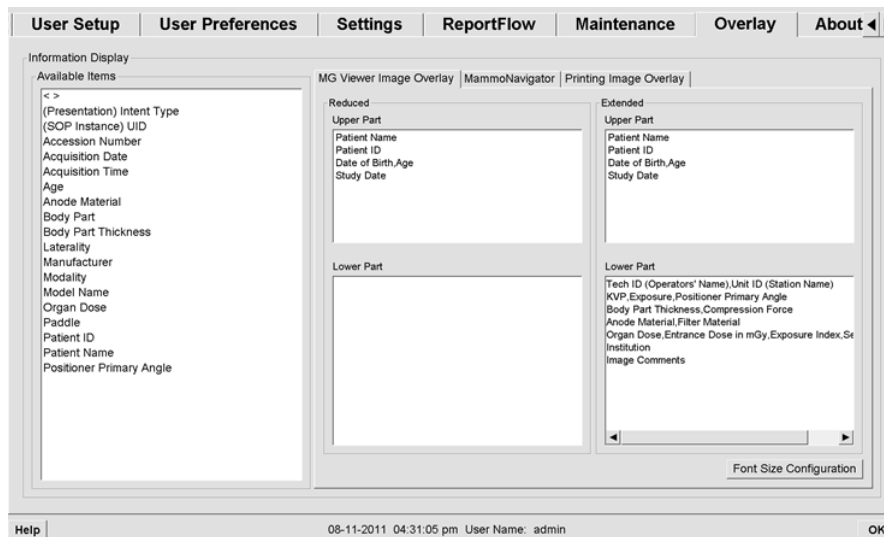 User Setup User Preferences Settings ReportFlow Maintenance Overlay About
Information Display
Available Items
< >
(Presentation) Intent Type
(SOP Instance) UID
Accession Number
Acquisition Date
Acquisition Time
Age
Anode Material
Body Part
Body Part Thickness
Laterality
Manufacturer
Modality
Model Name
Organ Dose
Paddle
Patient ID
Patient Name
Positioner Primary Angle
MG Viewer Image Overlay MammoNavigator Printing Image Overlay
Reduced
Upper Part
Patient Name
Patient ID
Date of Birth,Age
Study Date
Lower Part
Extended
Upper Part
Patient Name
Patient ID
Date of Birth,Age
Study Date
Lower Part
Tech ID (Operators' Name),Unit ID (Station Name)
KVP,Exposure,Positioner Primary Angle
Body Part Thickness,Compression Force
Anode Material,Filter Material
Organ Dose,Entrance Dose in mGy,Exposure Index,Se
Institution
Image Comments
Font Size Configuration
Help 08-11-2011 04:31:05 pm User Name: admin OK